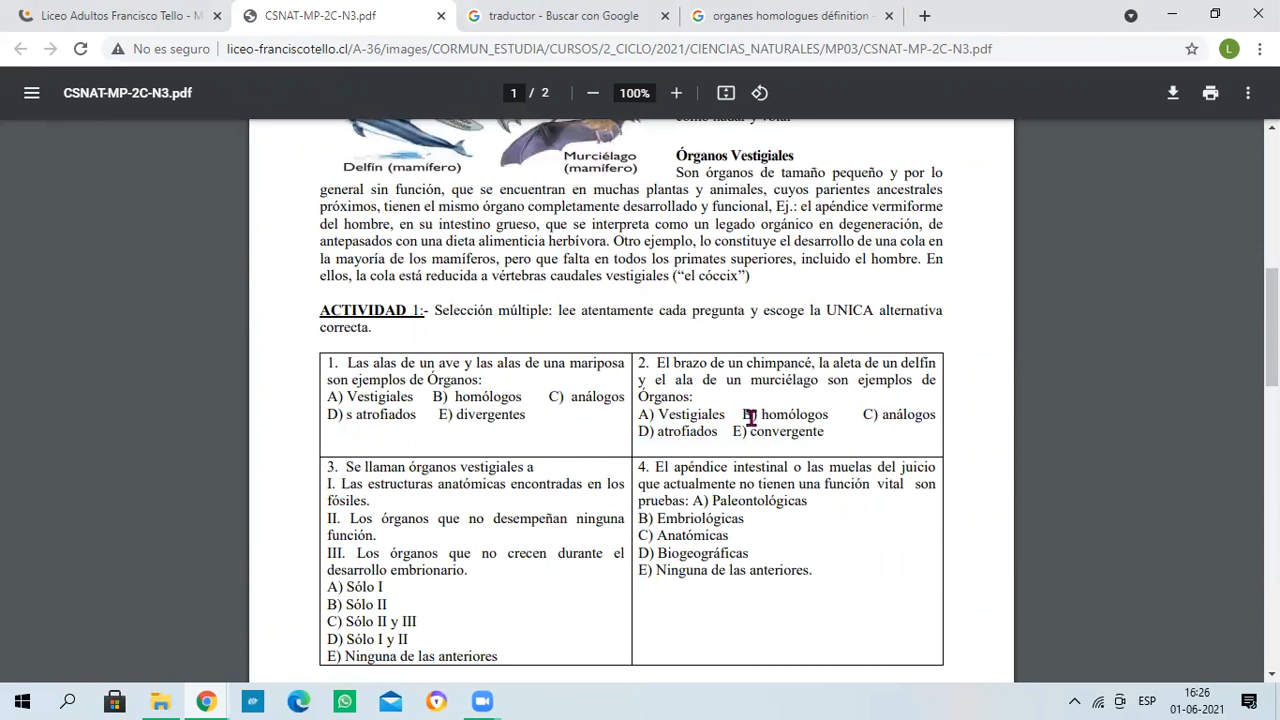 Liceo Adultos Francisco Tello - M
CSNAT-MP-2C-N3.pdf
traductor - Buscar con Google
organes homologues définition -
No es seguro
liceo-franciscotello.cl/A-36/images/CORMUN_ESTUDIA/CURSOS/2_CICLO/2021/CIENCIAS_NATURALES/MP03/CSNAT-MP-2C-N3.pdf
L
CSNAT-MP-2C-N3.pdf
1 / 2
100%
como nadar y volar
Delfín (mamífero)
Murciélago
(mamífero)
Órganos Vestigiales
Son órganos de tamaño pequeño y por lo
general sin función, que se encuentran en muchas plantas y animales, cuyos parientes ancestrales
próximos, tienen el mismo órgano completamente desarrollado y funcional, Ej.: el apéndice vermiforme
del hombre, en su intestino grueso, que se interpreta como un legado orgánico en degeneración, de
antepasados con una dieta alimenticia herbívora. Otro ejemplo, lo constituye el desarrollo de una cola en
la mayoría de los mamíferos, pero que falta en todos los primates superiores, incluido el hombre. En
ellos, la cola está reducida a vértebras caudales vestigiales (“el cóccix”)
ACTIVIDAD 1:- Selección múltiple: lee atentamente cada pregunta y escoge la UNICA alternativa
correcta.
1. Las alas de un ave y las alas de una mariposa
son ejemplos de Órganos:
A) Vestigiales B) homólogos C) análogos
D) s atrofiados E) divergentes
2. El brazo de un chimpancé, la aleta de un delfín
y el ala de un murciélago son ejemplos de
Órganos:
A) Vestigiales B) homólogos C) análogos
D) atrofiados E) convergente
3. Se llaman órganos vestigiales a
I. Las estructuras anatómicas encontradas en los
fósiles.
II. Los órganos que no desempeñan ninguna
función.
III. Los órganos que no crecen durante el
desarrollo embrionario.
A) Sólo I
B) Sólo II
C) Sólo II y III
D) Sólo I y II
E) Ninguna de las anteriores
4. El apéndice intestinal o las muelas del juicio
que actualmente no tienen una función vital son
pruebas: A) Paleontológicas
B) Embriológicas
C) Anatómicas
D) Biogeográficas
E) Ninguna de las anteriores.
ESP
16:26
01-06-2021